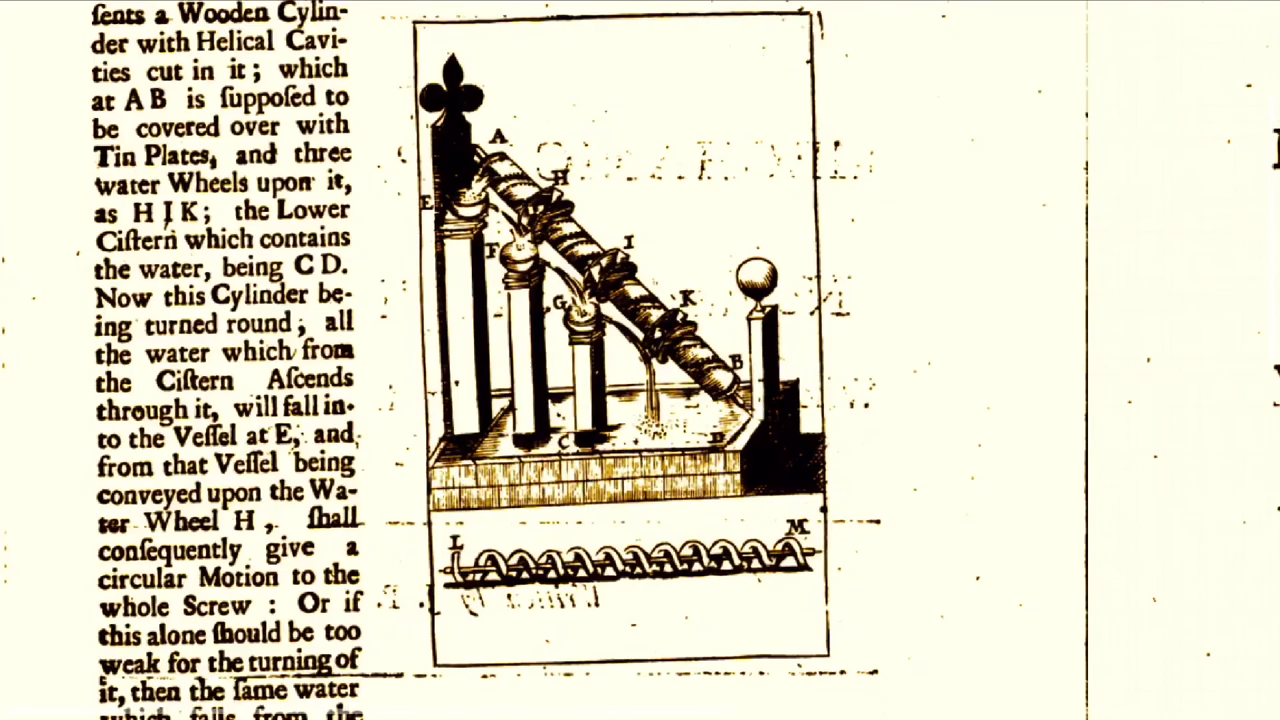 ſents a Wooden Cylin-
der with Helical Cavi-
ties cut in it; which
at A B is ſuppoſed to
be covered over with
Tin Plates, and three
water Wheels upon it,
as H I K; the Lower
Ciſtern which contains
the water, being C D.
Now this Cylinder be-
ing turned round, all
the water which from
the Ciſtern Aſcends
through it, will fall in-
to the Veſſel at E, and
from that Veſſel being
conveyed upon the Wa-
ter Wheel H, ſhall
conſequently give a
circular Motion to the
whole Screw : Or if
this alone ſhould be too
weak for the turning of
it, then the ſame water
which falls from the
A
H
E
F
I
G
K
B
C
D
L
M